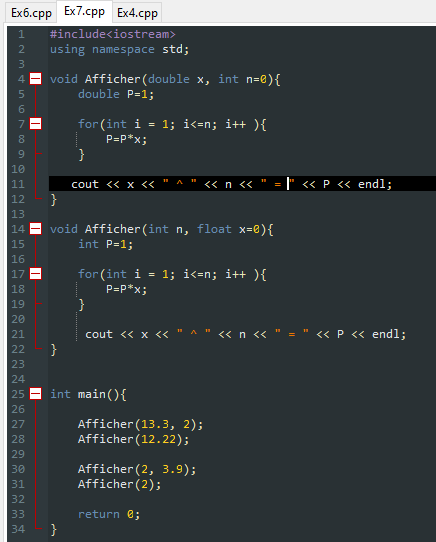 Ex6.cpp Ex7.cpp Ex4.cpp
1 #include<iostream>
2 using namespace std;
3
4 void Afficher(double x, int n=0){
5 double P=1;
6
7 for(int i = 1; i<=n; i++ ){
8 P=P*x;
9 }
10
11 cout << x << " ^ " << n << " = " << P << endl;
12 }
13
14 void Afficher(int n, float x=0){
15 int P=1;
16
17 for(int i = 1; i<=n; i++ ){
18 P=P*x;
19 }
20
21 cout << x << " ^ " << n << " = " << P << endl;
22 }
23
24
25 int main(){
26
27 Afficher(13.3, 2);
28 Afficher(12.22);
29
30 Afficher(2, 3.9);
31 Afficher(2);
32
33 return 0;
34 }